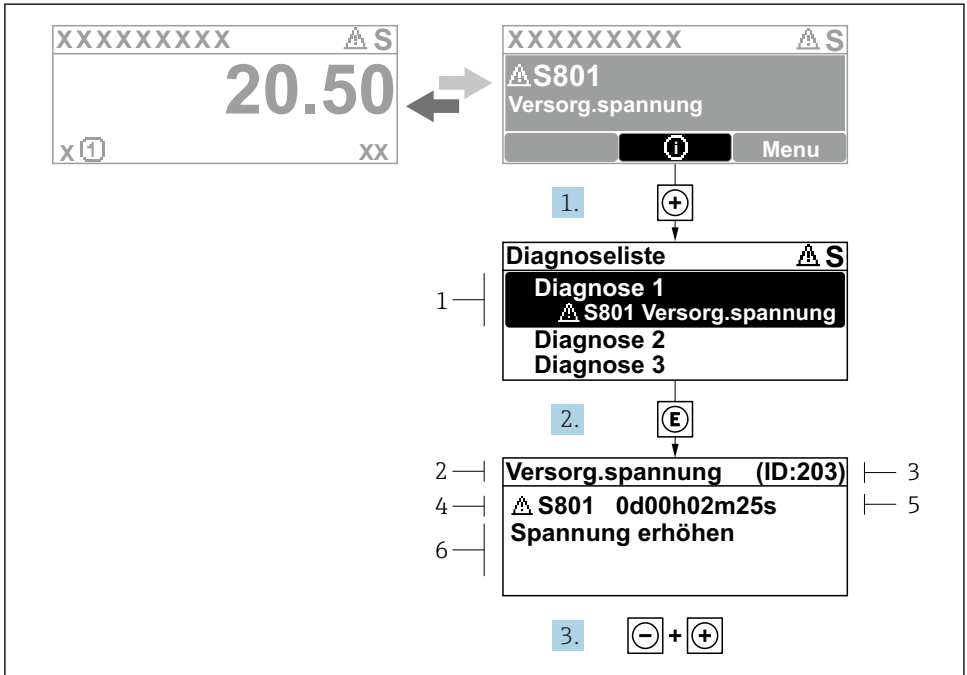 XXXXXXXXX S
20.50
x 1 XX
XXXXXXXXX S
S801
Versorg.spannung
i Menu
1. +
Diagnoseliste S
1 Diagnose 1
S801 Versorg.spannung
Diagnose 2
Diagnose 3
2. E
2 Versorg.spannung (ID:203) 3
4 S801 0d00h02m25s 5
6 Spannung erhöhen
3. - + +